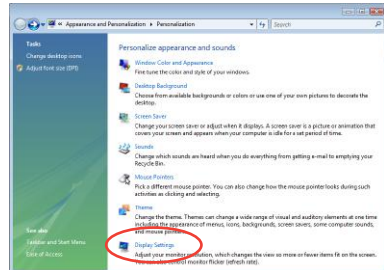 « Appearance and Personalization ▸ Personalization
Search
Tasks
Change desktop icons
Adjust font size (DPI)
Personalize appearance and sounds
Window Color and Appearance
Fine tune the color and style of your windows.
Desktop Background
Choose from available backgrounds or colors or use one of your own pictures to decorate the
desktop.
Screen Saver
Change your screen saver or adjust when it displays. A screen saver is a picture or animation that
covers your screen and appears when your computer is idle for a set period of time.
Sounds
Change which sounds are heard when you do everything from getting e-mail to emptying your
Recycle Bin.
Mouse Pointers
Pick a different mouse pointer. You can also change how the mouse pointer looks during such
activities as clicking and selecting.
Theme
Change the theme. Themes can change a wide range of visual and auditory elements at one time
including the appearance of menus, icons, backgrounds, screen savers, some computer sounds,
and mouse pointers.
Display Settings
Adjust your monitor resolution, which changes the view so more or fewer items fit on the screen.
You can also control monitor flicker (refresh rate).
See also
Taskbar and Start Menu
Ease of Access